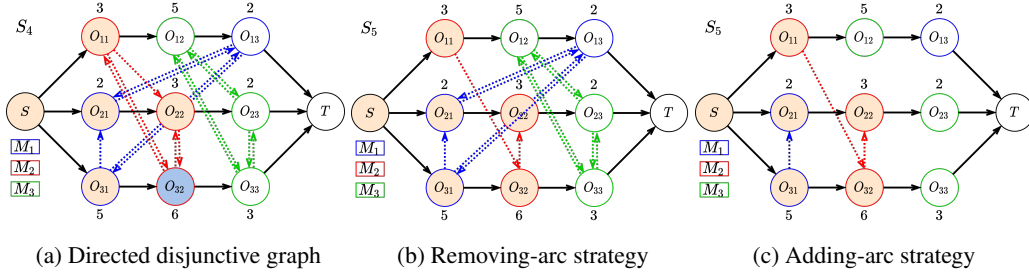 S₄
3 5 2
O₁₁ O₁₂ O₁₃
2 3 2
S O₂₁ O₂₂ O₂₃ T
M₁
M₂
M₃
O₃₁ O₃₂ O₃₃
5 6 3
(a) Directed disjunctive graph
S₅
3 5 2
O₁₁ O₁₂ O₁₃
2 3 2
S O₂₁ O₂₂ O₂₃ T
M₁
M₂
M₃
O₃₁ O₃₂ O₃₃
5 6 3
(b) Removing-arc strategy
S₅
3 5 2
O₁₁ O₁₂ O₁₃
2 3 2
S O₂₁ O₂₂ O₂₃ T
M₁
M₂
M₃
O₃₁ O₃₂ O₃₃
5 6 3
(c) Adding-arc strategy